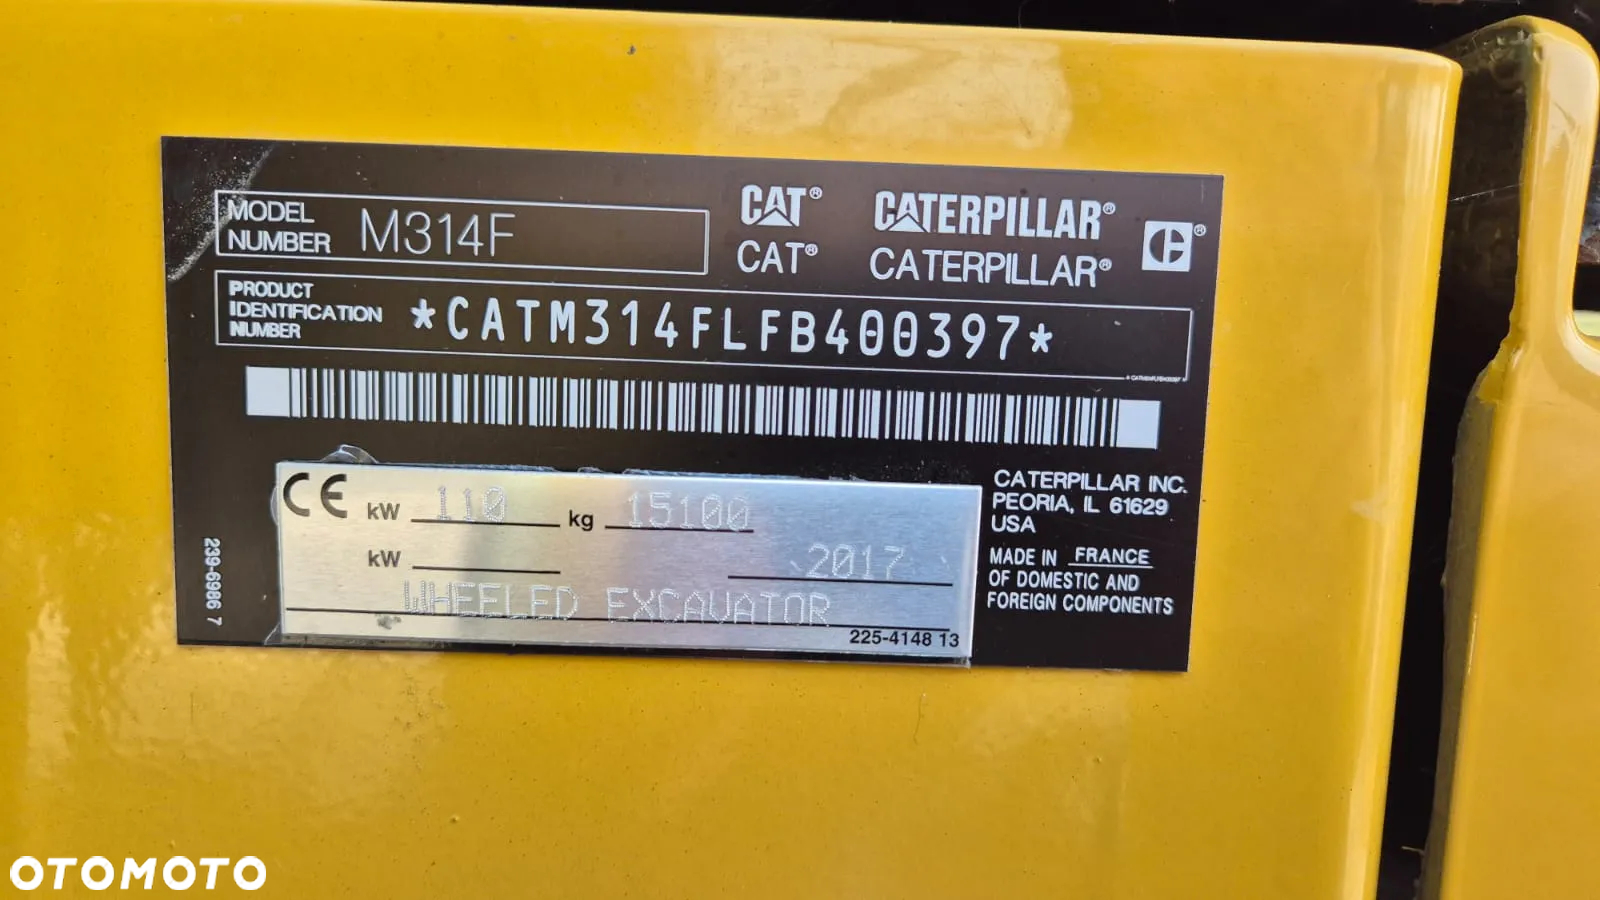 MODEL
NUMBER M314F
CAT® CATERPILLAR®
CAT® CATERPILLAR®
PRODUCT
IDENTIFICATION
NUMBER
*CATM314FLFB400397*
CE kW 110 kg 15100
kW 2017
WHEELED EXCAVATOR
225-4148 13
CATERPILLAR INC.
PEORIA, IL 61629
USA
MADE IN FRANCE
OF DOMESTIC AND
FOREIGN COMPONENTS
239-6986 7
OTOMOTO